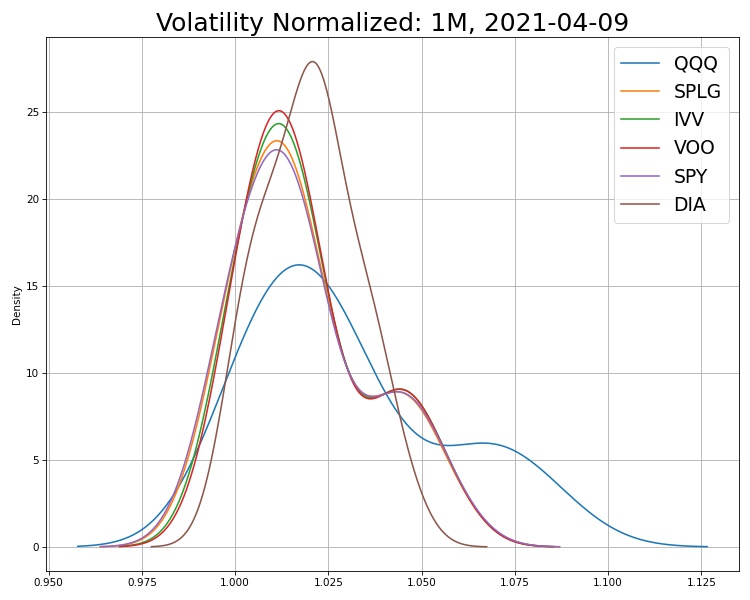 Volatility Normalized: 1M, 2021-04-09
QQQ
SPLG
IVV
VOO
SPY
DIA
Density
25
20
15
10
5
0
0.950 0.975 1.000 1.025 1.050 1.075 1.100 1.125